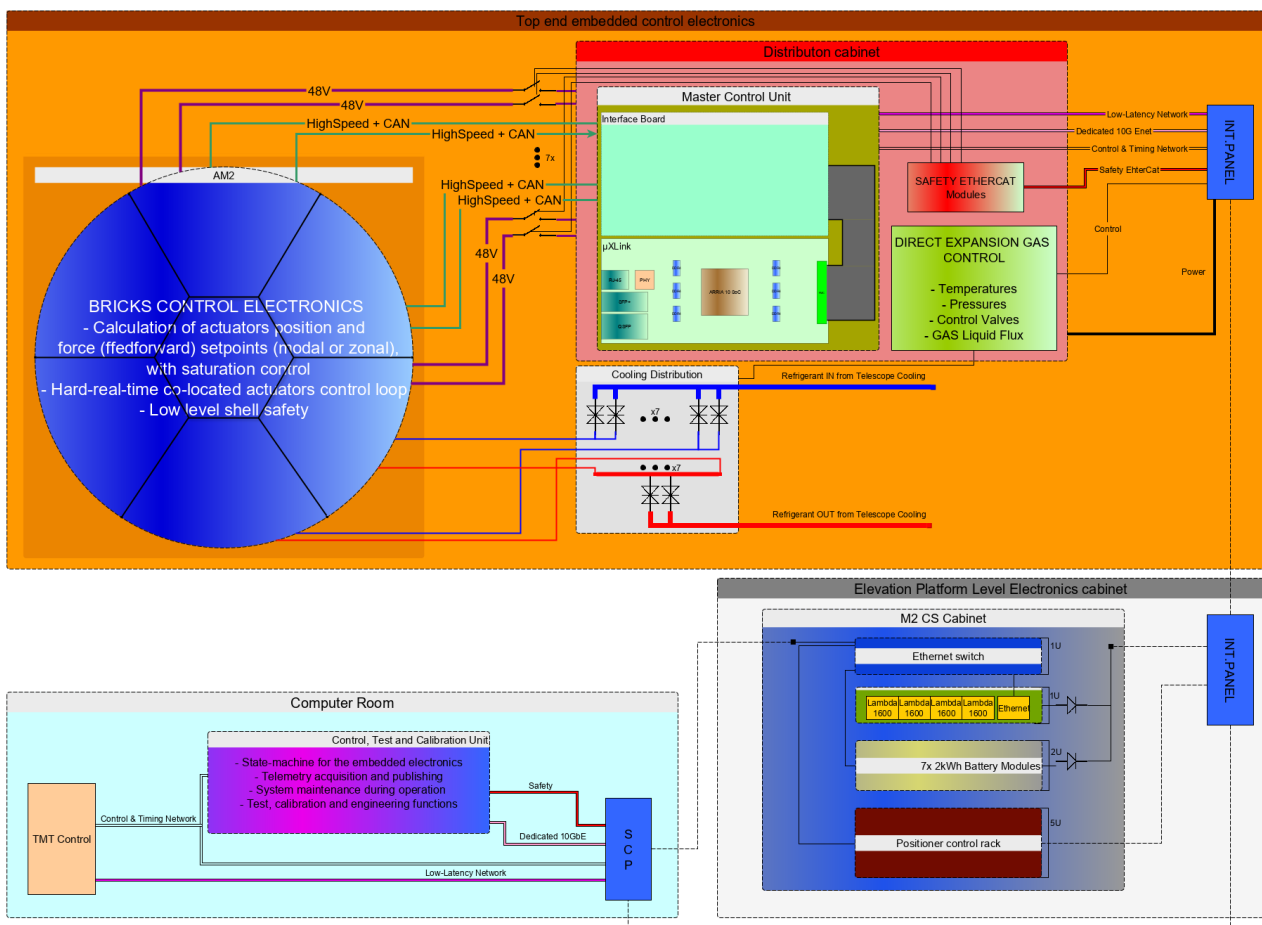 Top end embedded control electronics
Distributon cabinet
48V
48V
HighSpeed + CAN
HighSpeed + CAN
7x
HighSpeed + CAN
HighSpeed + CAN
48V
48V
AM2
BRICKS CONTROL ELECTRONICS
- Calculation of actuators position and
force (ffedforward) setpoints (modal or zonal),
with saturation control
- Hard-real-time co-located actuators control loop
- Low level shell safety
Master Control Unit
Interface Board
µXLink
RJ-45
PHY
SFP+
QSFP
ARRIA 10 SoC
Low-Latency Network
Dedicated 10G Enet
Control & Timing Network
Safety EhterCat
INT.PANEL
SAFETY ETHERCAT
Modules
Control
Power
DIRECT EXPANSION GAS
CONTROL
- Temperatures
- Pressures
- Control Valves
- GAS Liquid Flux
Cooling Distribution
Refrigerant IN from Telescope Cooling
x7
x7
Refrigerant OUT from Telescope Cooling
Elevation Platform Level Electronics cabinet
M2 CS Cabinet
Ethernet switch
1U
Lambda
1600
Lambda
1600
Lambda
1600
Lambda
1600
Ethernet
1U
7x 2kWh Battery Modules
2U
Positioner control rack
5U
INT.PANEL
Computer Room
Control, Test and Calibration Unit
- State-machine for the embedded electronics
- Telemetry acquisition and publishing
- System maintenance during operation
- Test, calibration and engineering functions
TMT Control
Control & Timing Network
Safety
Dedicated 10GbE
Low-Latency Network
S
C
P